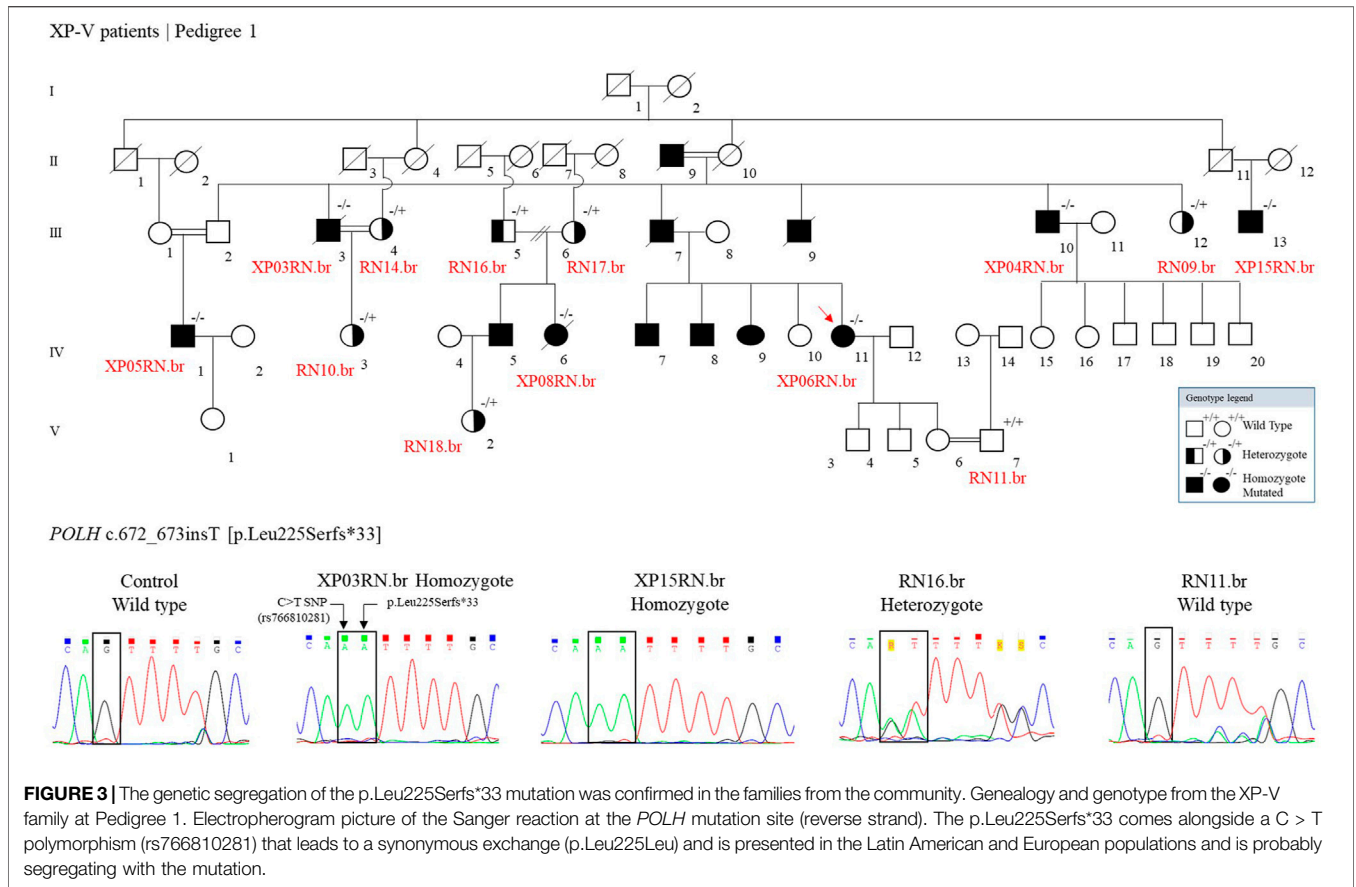 XP-V patients | Pedigree 1
I
1 2
II
1 2 3 4 5 6 7 8 9 10 11 12
-/- -/+ -/+ -/+ -/- -/+ -/-
III
1 2 3 4 5 6 7 8 9 10 11 12 13
XP03RN.br RN14.br RN16.br RN17.br XP04RN.br RN09.br XP15RN.br
-/- -/+ -/- -/-
IV
1 2 3 4 5 6 7 8 9 10 11 12 13 14 15 16 17 18 19 20
XP05RN.br RN10.br XP08RN.br XP06RN.br
-/+ +/+
V
1 2 3 4 5 6 7
RN18.br RN11.br
Genotype legend
+/+ +/+ Wild Type
-/+ -/+ Heterozygote
-/- -/- Homozygote
Mutated
POLH c.672_673insT [p.Leu225Serfs*33]
Control
Wild type
C A G T T T T G C
XP03RN.br Homozygote
C>T SNP
(rs766810281)
p.Leu225Serfs*33
C A A A T T T T G C
XP15RN.br
Homozygote
C A A A T T T T G C
RN16.br
Heterozygote
C A R T T T T S S C
RN11.br
Wild type
C A G T T T T G C
FIGURE 3 | The genetic segregation of the p.Leu225Serfs*33 mutation was confirmed in the families from the community. Genealogy and genotype from the XP-V
family at Pedigree 1. Electropherogram picture of the Sanger reaction at the POLH mutation site (reverse strand). The p.Leu225Serfs*33 comes alongside a C > T
polymorphism (rs766810281) that leads to a synonymous exchange (p.Leu225Leu) and is presented in the Latin American and European populations and is probably
segregating with the mutation.